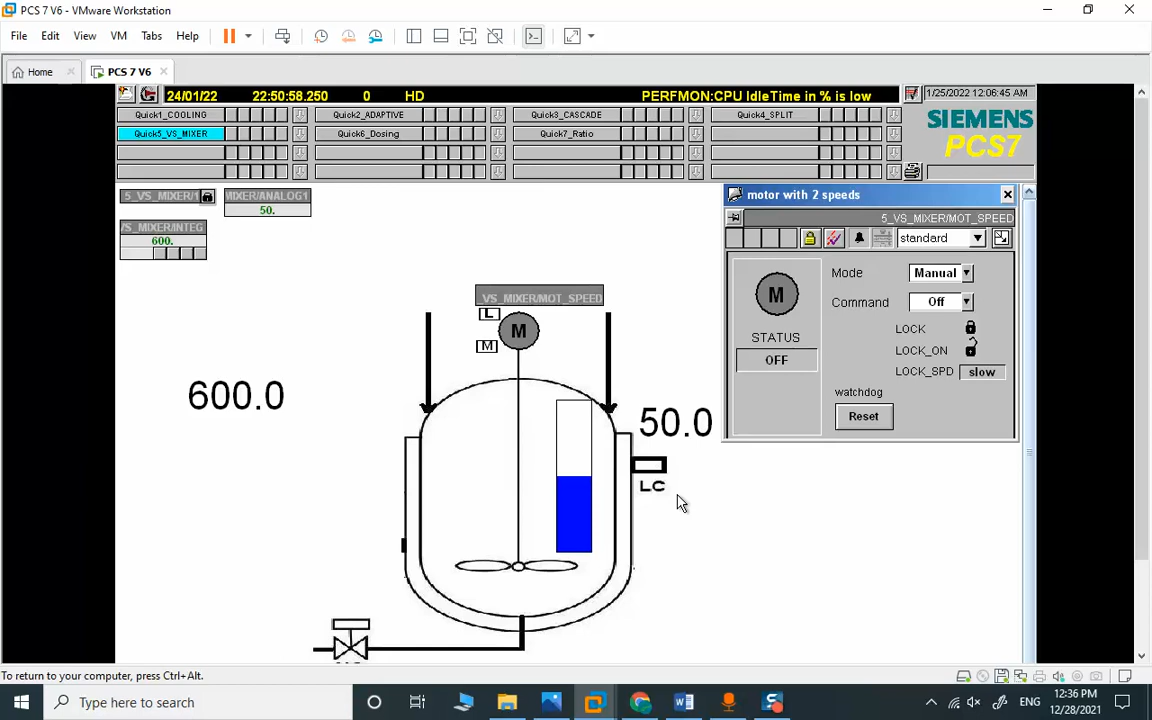 PCS 7 V6 - VMware Workstation
File Edit View VM Tabs Help
Home PCS 7 V6
24/01/22 22:50:58.250 0 HD PERFMON:CPU IdleTime in % is low 1/25/2022 12:06:45 AM
Quick1_COOLING Quick2_ADAPTIVE Quick3_CASCADE Quick4_SPLIT
SIEMENS
Quick5_VS_MIXER Quick6_Dosing Quick7_Ratio
PCS7
5_VS_MIXER/1 MIXER/ANALOG1
50.
/S_MIXER/INTEG
600.
motor with 2 speeds
5_VS_MIXER/MOT_SPEED
standard
M
Mode Manual
Command Off
STATUS
OFF
LOCK
LOCK_ON
LOCK_SPD slow
watchdog
Reset
_VS_MIXER/MOT_SPEED
L
M
M
600.0
50.0
LC
To return to your computer, press Ctrl+Alt.
Type here to search
ENG
12:36 PM
12/28/2021